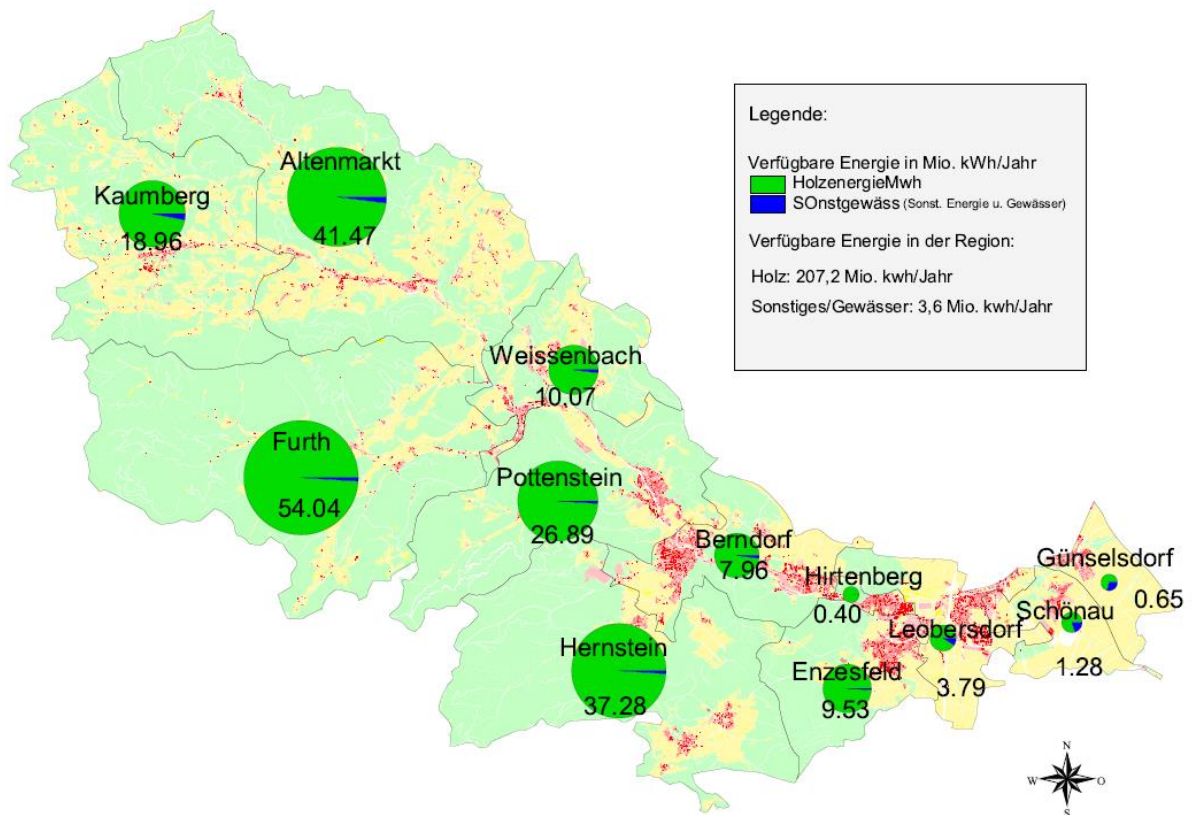 Legende:
Verfügbare Energie in Mio. kWh/Jahr
HolzenergieMwh
SOnstgewäss (Sonst. Energie u. Gewässer)
Verfügbare Energie in der Region:
Holz: 207,2 Mio. kwh/Jahr
Sonstiges/Gewässer: 3,6 Mio. kwh/Jahr
Altenmarkt
41.47
Kaumberg
18.96
Weissenbach
10.07
Furth
54.04
Pottenstein
26.89
Berndorf
7.96
Hirtenberg
0.40
Günselsdorf
0.65
Schönau
1.28
Leobersdorf
3.79
Hernstein
37.28
Enzesfeld
9.53
N
W
O
S